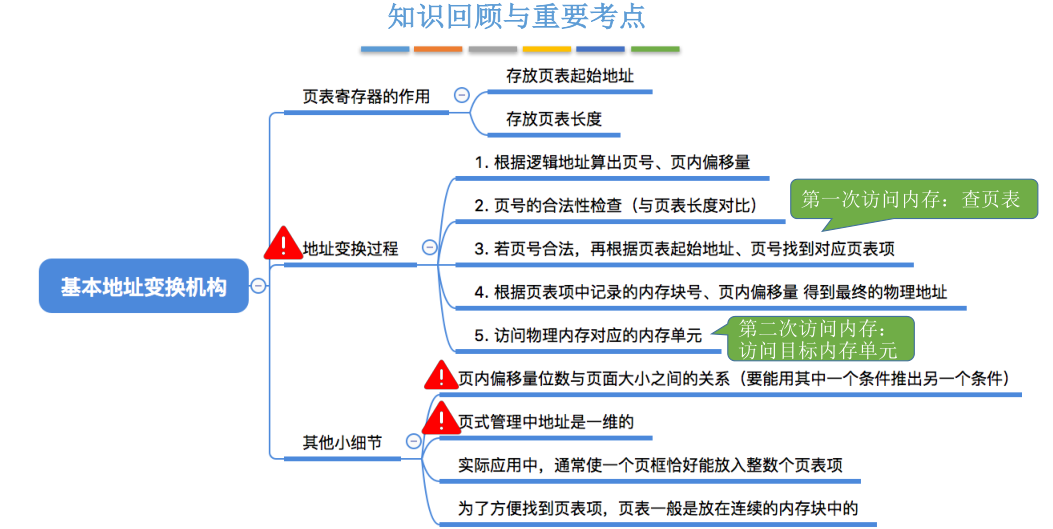 知识回顾与重要考点
存放页表起始地址
页表寄存器的作用
存放页表长度
1. 根据逻辑地址算出页号、页内偏移量
2. 页号的合法性检查（与页表长度对比）
第一次访问内存：查页表
地址变换过程
3. 若页号合法，再根据页表起始地址、页号找到对应页表项
基本地址变换机构
4. 根据页表项中记录的内存块号、页内偏移量 得到最终的物理地址
5. 访问物理内存对应的内存单元
第二次访问内存：
访问目标内存单元
页内偏移量位数与页面大小之间的关系（要能用其中一个条件推出另一个条件）
页式管理中地址是一维的
其他小细节
实际应用中，通常使一个页框恰好能放入整数个页表项
为了方便找到页表项，页表一般是放在连续的内存块中的